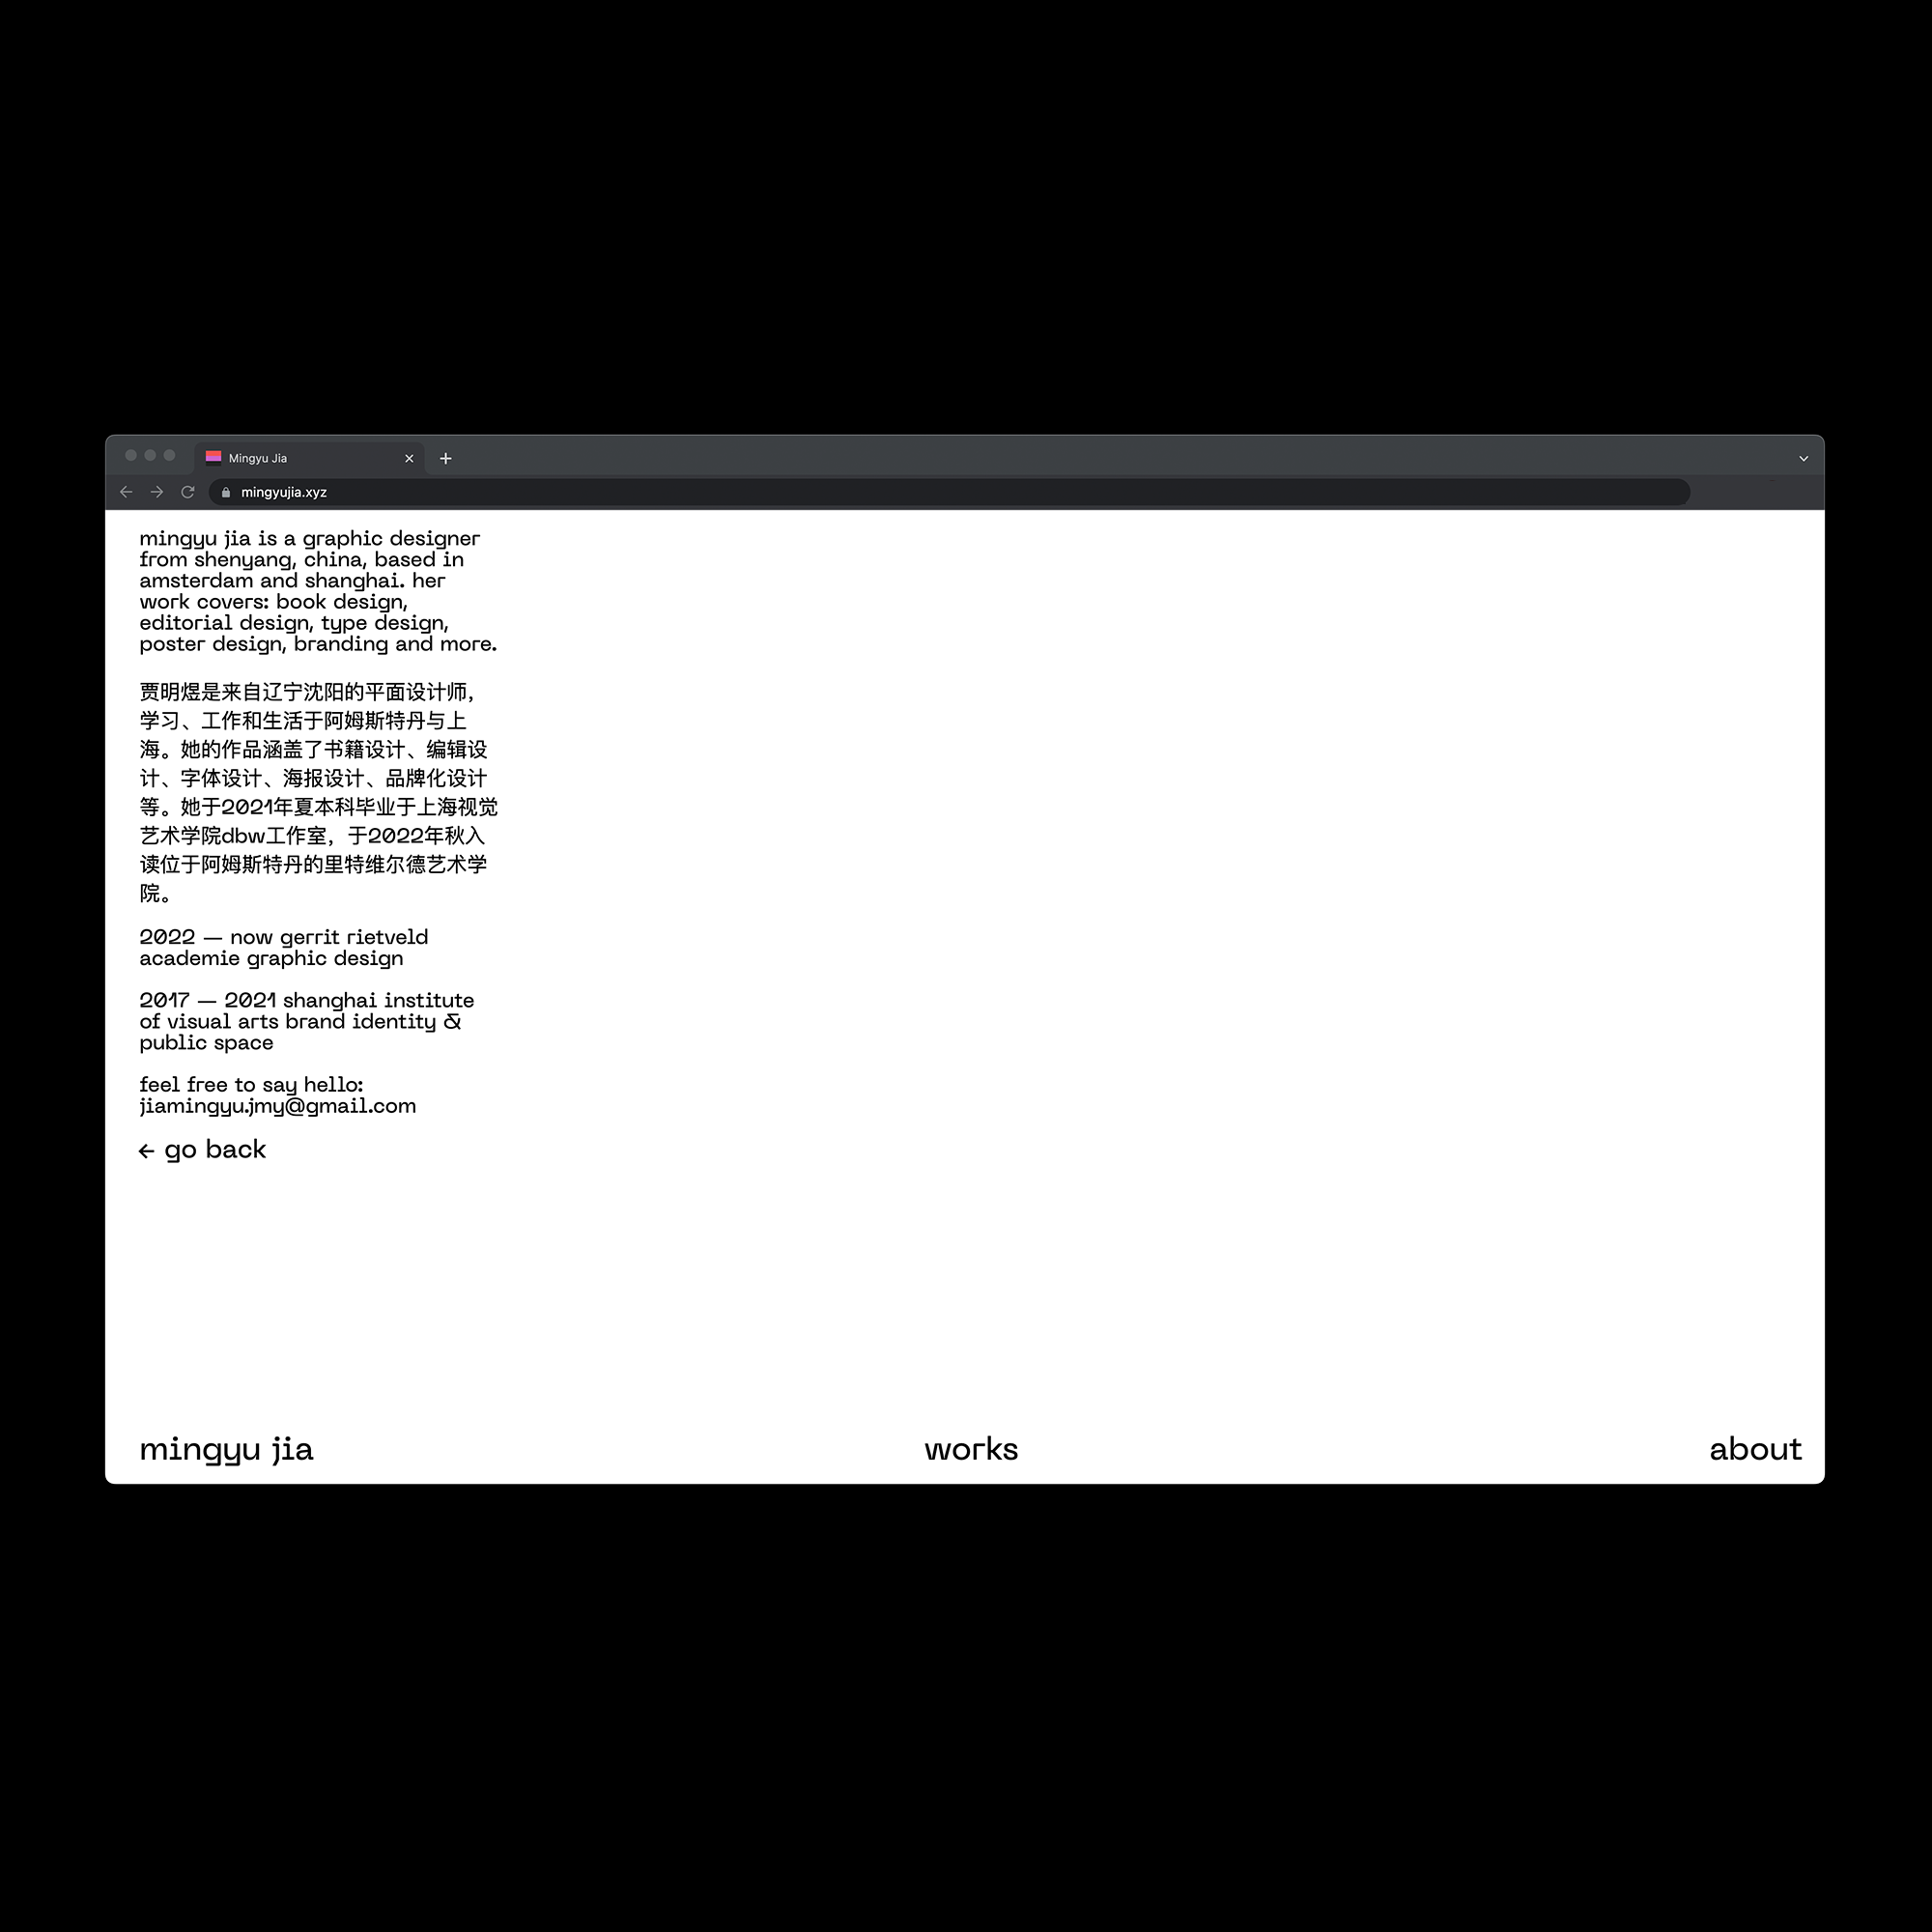 Mingyu Jia
mingyujia.xyz
mingyu jia is a graphic designer
from shenyang, china, based in
amsterdam and shanghai. her
work covers: book design,
editorial design, type design,
poster design, branding and more.
贾明煜是来自辽宁沈阳的平面设计师，
学习、工作和生活于阿姆斯特丹与上
海。她的作品涵盖了书籍设计、编辑设
计、字体设计、海报设计、品牌化设计
等。她于2021年夏本科毕业于上海视觉
艺术学院dbw工作室，于2022年秋入
读位于阿姆斯特丹的里特维尔德艺术学
院。
2022 — now gerrit rietveld
academie graphic design
2017 — 2021 shanghai institute
of visual arts brand identity &
public space
feel free to say hello:
jiamingyu.jmy@gmail.com
← go back
mingyu jia works about